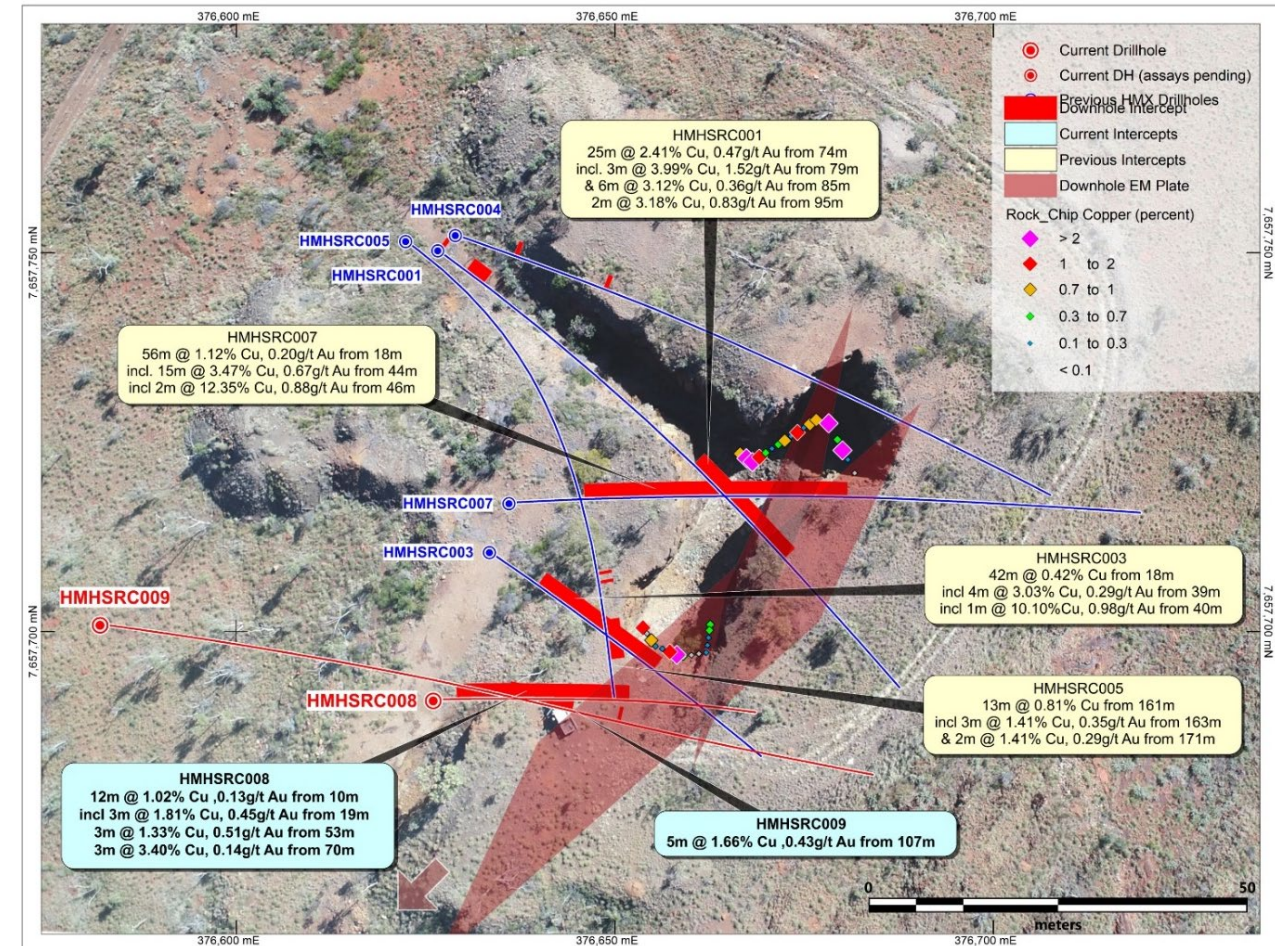 376,600 mE
376,650 mE
376,700 mE
Current Drillhole
Current DH (assays pending)
Previous HMX Drillholes
Downhole Intercept
Current Intercepts
Previous Intercepts
Downhole EM Plate
Rock_Chip Copper (percent)
> 2
1 to 2
0.7 to 1
0.3 to 0.7
0.1 to 0.3
< 0.1
HMHSRC001
25m @ 2.41% Cu, 0.47g/t Au from 74m
incl. 3m @ 3.99% Cu, 1.52g/t Au from 79m
& 6m @ 3.12% Cu, 0.36g/t Au from 85m
2m @ 3.18% Cu, 0.83g/t Au from 95m
HMHSRC004
HMHSRC005
HMHSRC001
7,657,750 mN
7,657,750 mN
HMHSRC007
56m @ 1.12% Cu, 0.20g/t Au from 18m
incl. 15m @ 3.47% Cu, 0.67g/t Au from 44m
incl 2m @ 12.35% Cu, 0.88g/t Au from 46m
HMHSRC007
HMHSRC003
HMHSRC003
42m @ 0.42% Cu from 18m
incl 4m @ 3.03% Cu, 0.29g/t Au from 39m
incl 1m @ 10.10%Cu, 0.98g/t Au from 40m
HMHSRC009
7,657,700 mN
7,657,700 mN
HMHSRC008
HMHSRC005
13m @ 0.81% Cu from 161m
incl 3m @ 1.41% Cu, 0.35g/t Au from 163m
& 2m @ 1.41% Cu, 0.29g/t Au from 171m
HMHSRC008
12m @ 1.02% Cu ,0.13g/t Au from 10m
incl 3m @ 1.81% Cu, 0.45g/t Au from 19m
3m @ 1.33% Cu, 0.51g/t Au from 53m
3m @ 3.40% Cu, 0.14g/t Au from 70m
HMHSRC009
5m @ 1.66% Cu ,0.43g/t Au from 107m
0
50
meters
376,600 mE
376,650 mE
376,700 mE